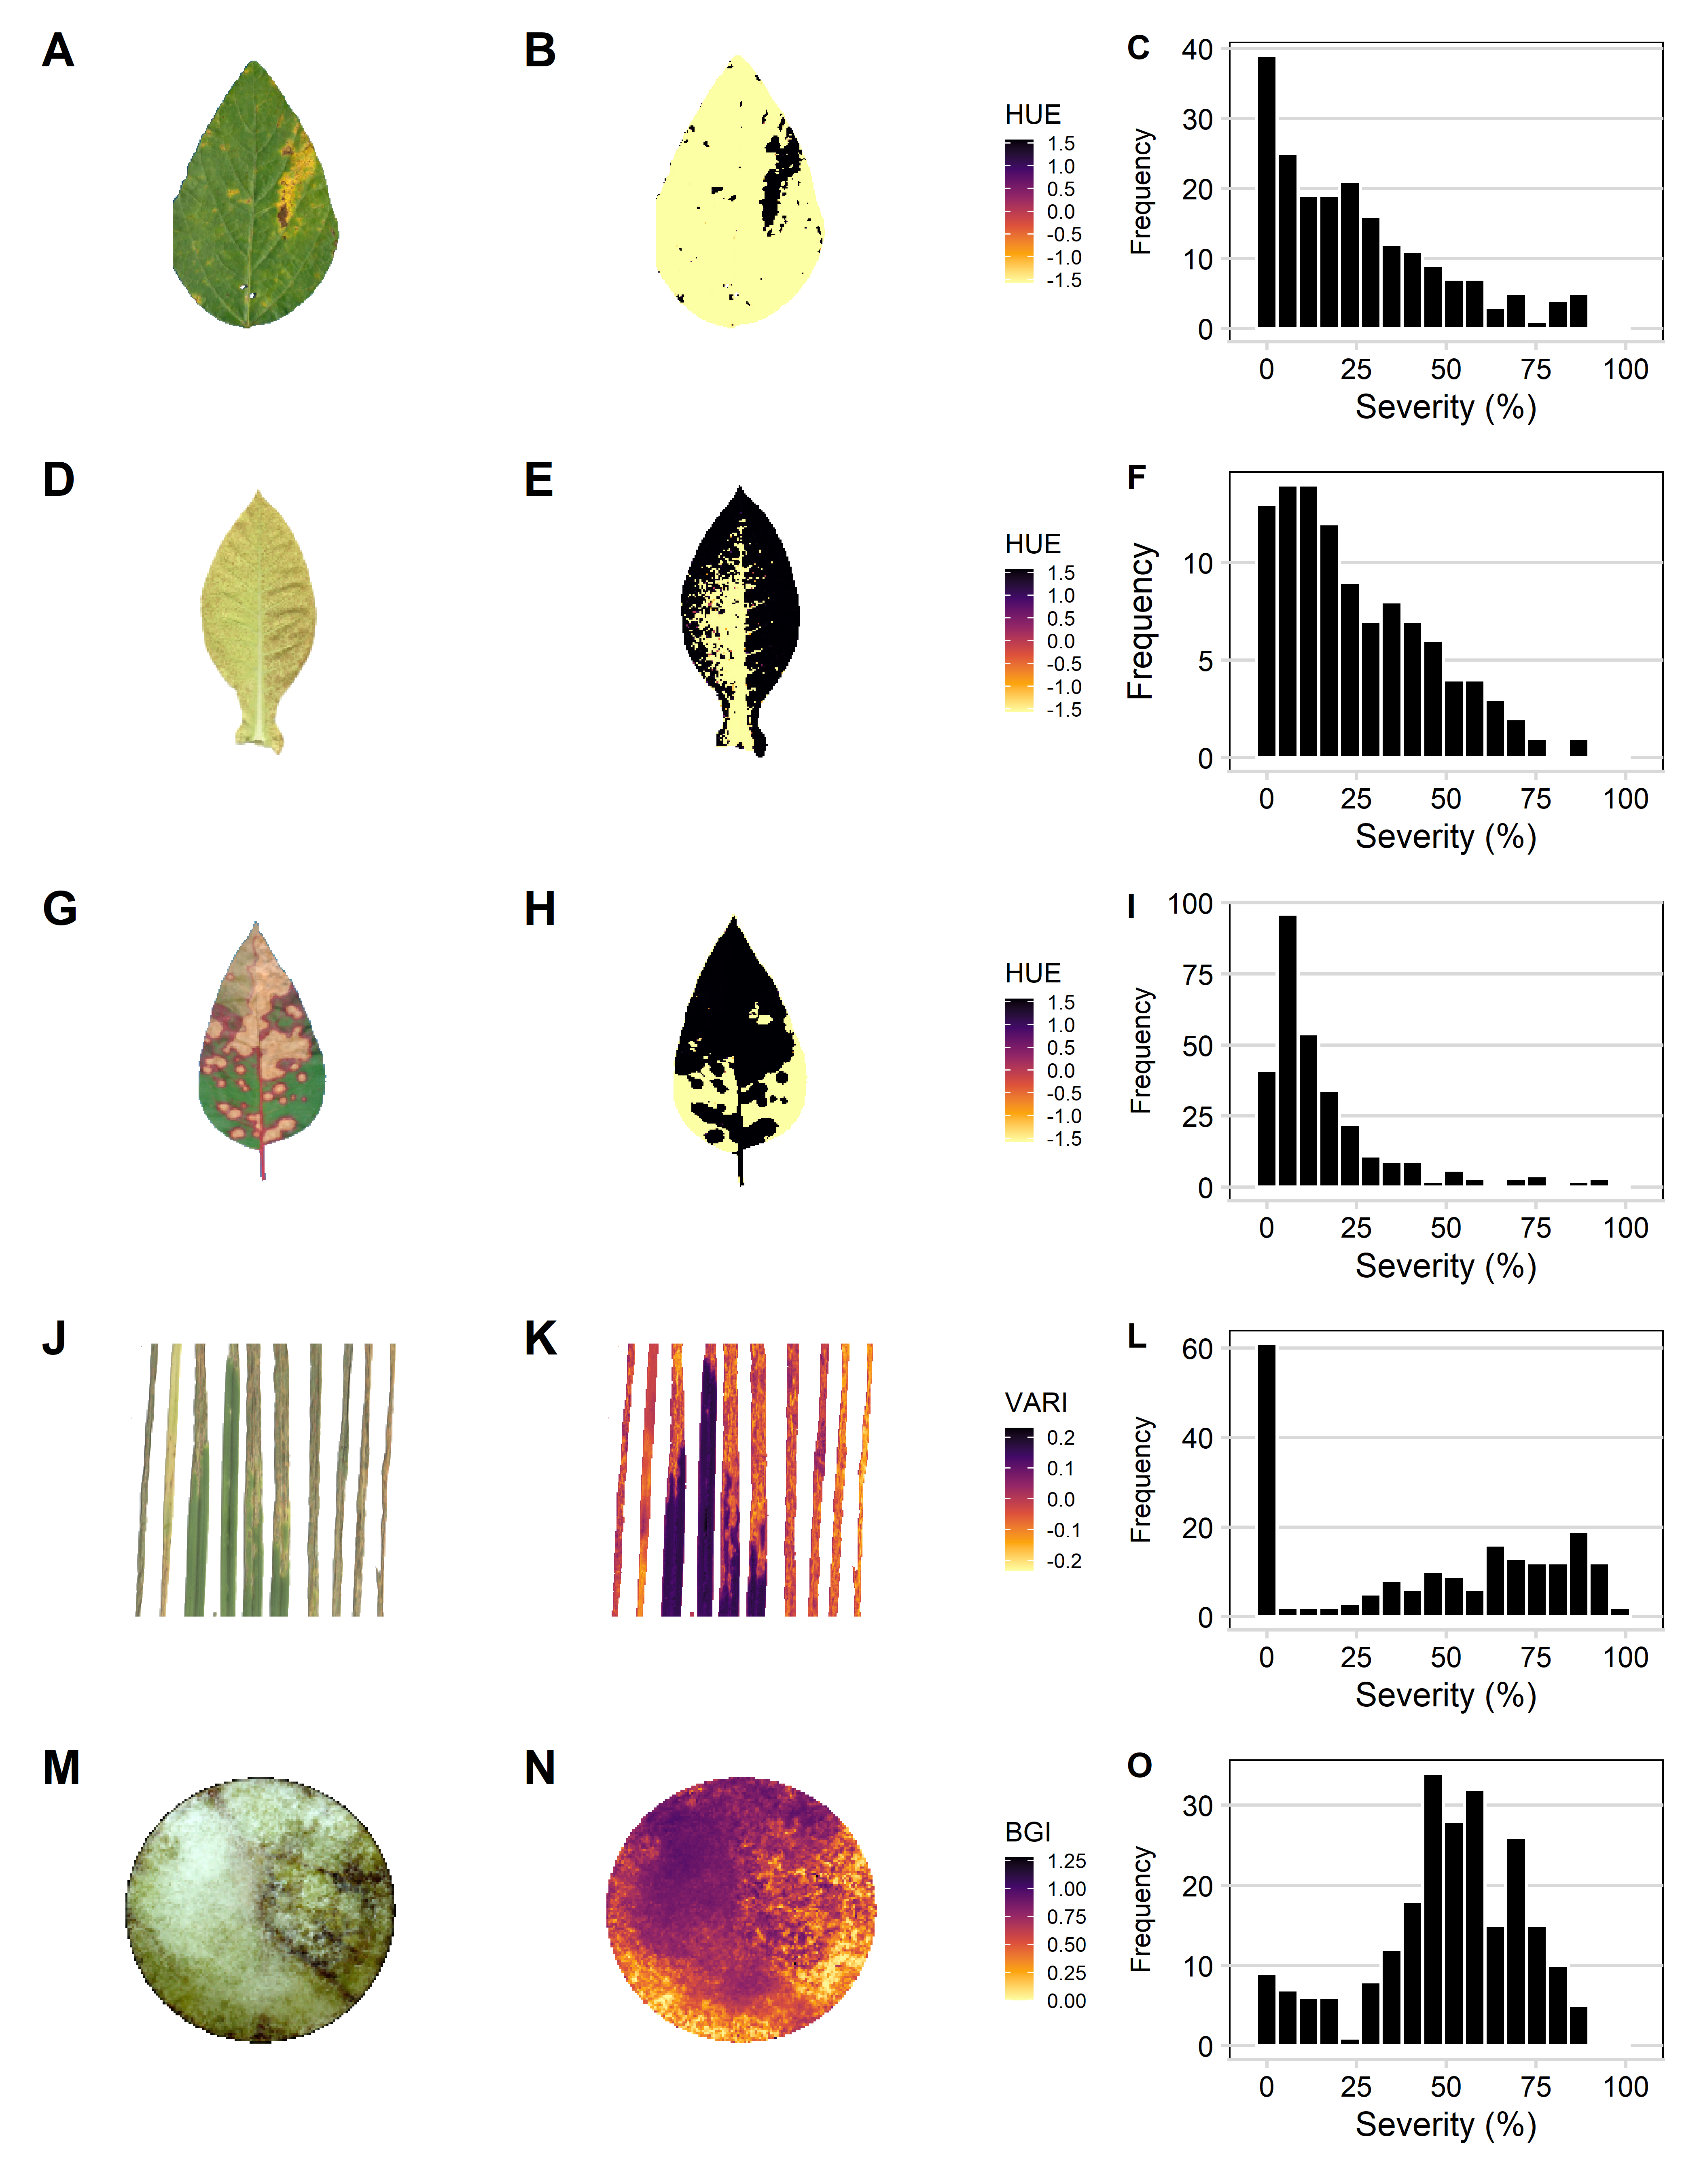 A
B
HUE
1.5
1.0
0.5
0.0
-0.5
-1.0
-1.5
C
Frequency
40
30
20
10
0
0 25 50 75 100
Severity (%)
D
E
HUE
1.5
1.0
0.5
0.0
-0.5
-1.0
-1.5
F
Frequency
10
5
0
0 25 50 75 100
Severity (%)
G
H
HUE
1.5
1.0
0.5
0.0
-0.5
-1.0
-1.5
I
Frequency
100
75
50
25
0
0 25 50 75 100
Severity (%)
J
K
VARI
0.2
0.1
0.0
-0.1
-0.2
L
Frequency
60
40
20
0
0 25 50 75 100
Severity (%)
M
N
BGI
1.25
1.00
0.75
0.50
0.25
0.00
O
Frequency
30
20
10
0
0 25 50 75 100
Severity (%)